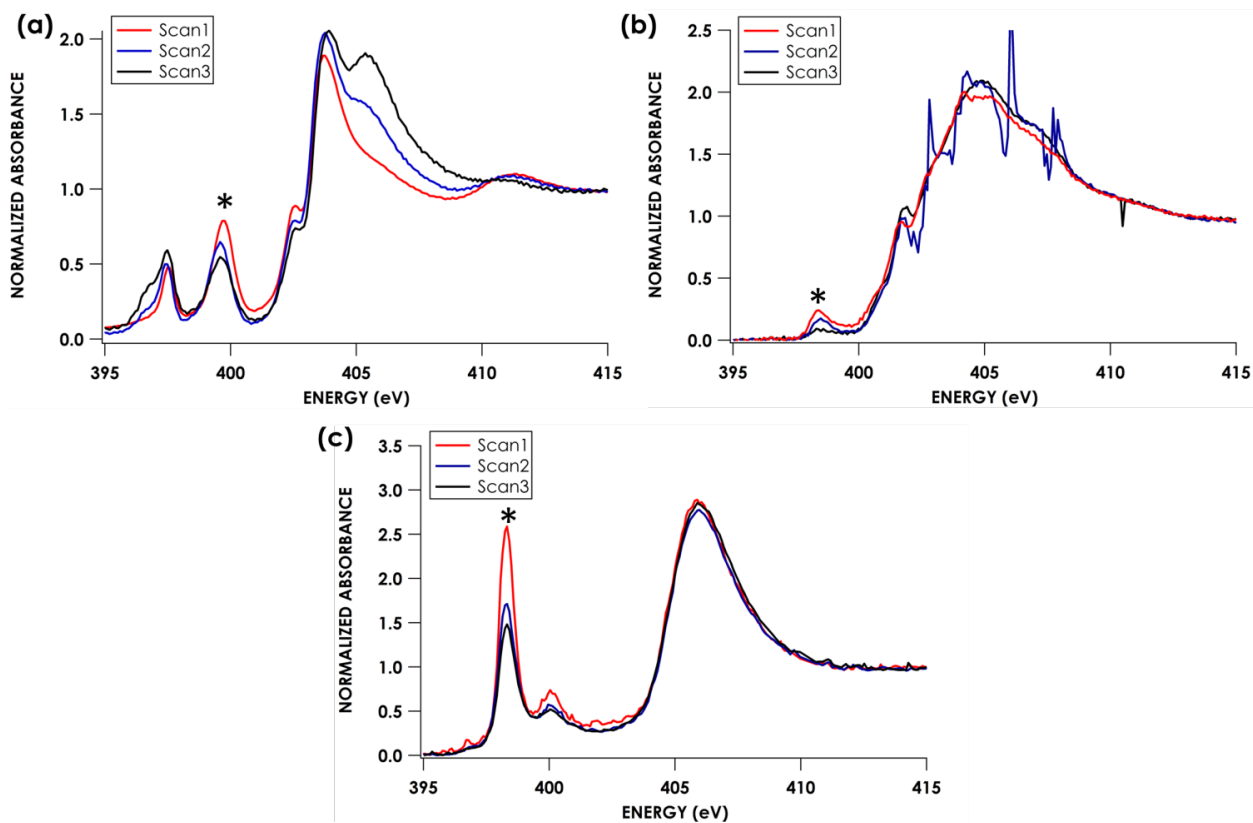 (a)
Scan1
Scan2
Scan3
*
NORMALIZED ABSORBANCE
2.0
1.5
1.0
0.5
0.0
395 400 405 410 415
ENERGY (eV)
(b)
Scan1
Scan2
Scan3
*
NORMALIZED ABSORBANCE
2.5
2.0
1.5
1.0
0.5
0.0
395 400 405 410 415
ENERGY (eV)
(c)
Scan1
Scan2
Scan3
*
NORMALIZED ABSORBANCE
3.5
3.0
2.5
2.0
1.5
1.0
0.5
0.0
395 400 405 410 415
ENERGY (eV)